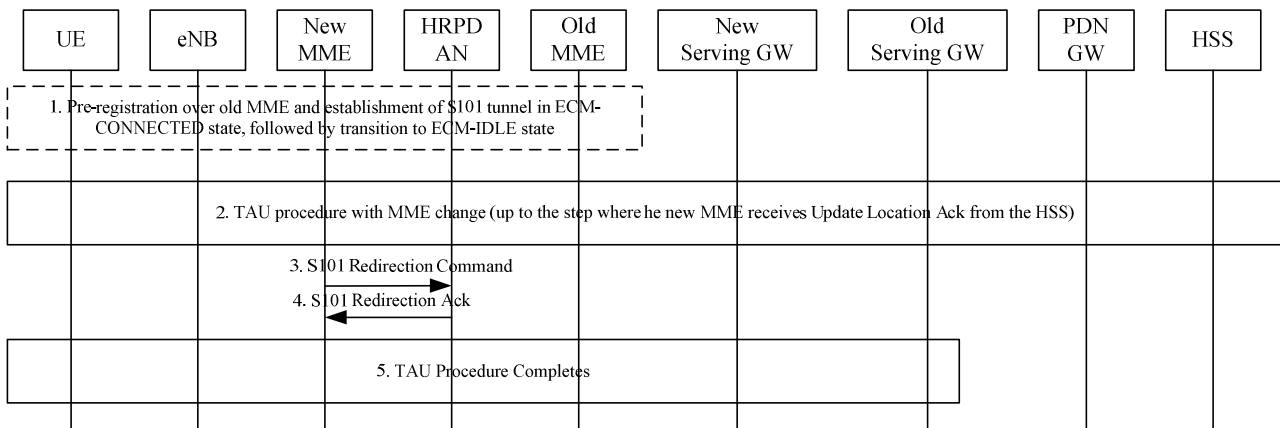 UE
eNB
New
MME
HRPD
AN
Old
MME
New
Serving GW
Old
Serving GW
PDN
GW
HSS
1. Pre-registration over old MME and establishment of S101 tunnel in ECM-
CONNECTED state, followed by transition to ECM-IDLE state
2. TAU procedure with MME change (up to the step where he new MME receives Update Location Ack from the HSS)
3. S101 Redirection Command
4. S101 Redirection Ack
5. TAU Procedure Completes